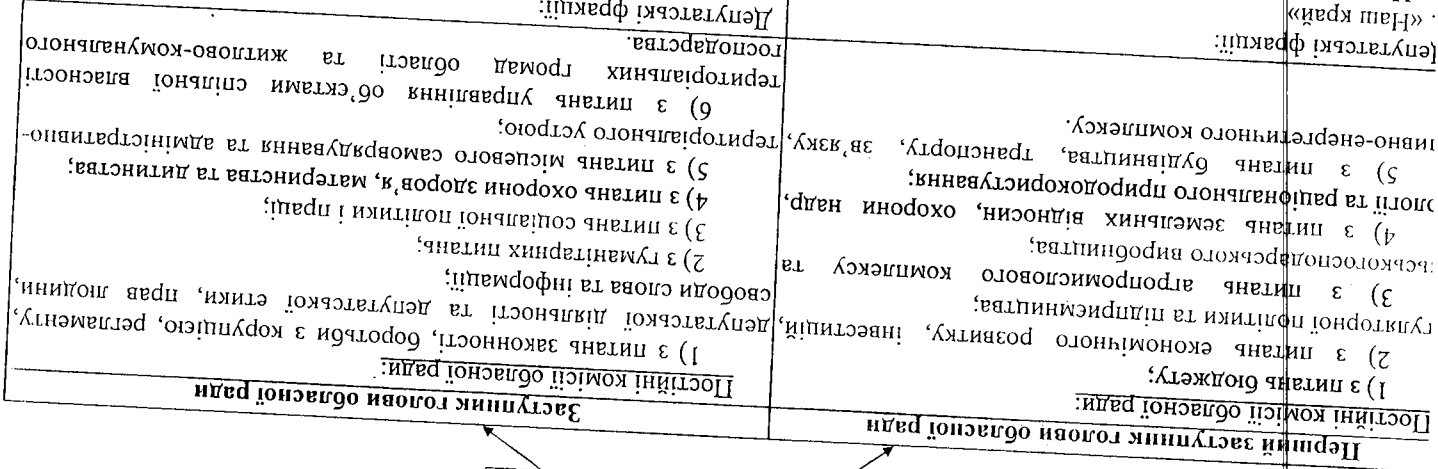 Перший заступник голови обласної ради
Постійні комісії обласної ради:
1) з питань бюджету;
2) з питань економічного розвитку, інвестицій,
гуляторної політики та підприємництва;
3) з питань агропромислового комплексу та
ськогосподарського виробництва;
4) з питань земельних відносин, охорони надр,
ології та раціонального природокористування;
5) з питань будівництва, транспорту, зв'язку,
ливно-енергетичного комплексу.
Депутатські фракції:
. «Наш край»
Заступник голови обласної ради
Постійні комісії обласної ради:
1) з питань законності, боротьби з корупцією, регламенту,
депутатської діяльності та депутатської етики, прав людини,
свободи слова та інформації;
2) з гуманітарних питань;
3) з питань соціальної політики і праці;
4) з питань охорони здоров'я, материнства та дитинства;
5) з питань місцевого самоврядування та адміністративно-
територіального устрою;
6) з питань управління об'єктами спільної власності
територіальних громад області та житлово-комунального
господарства.
Депутатські фракції: